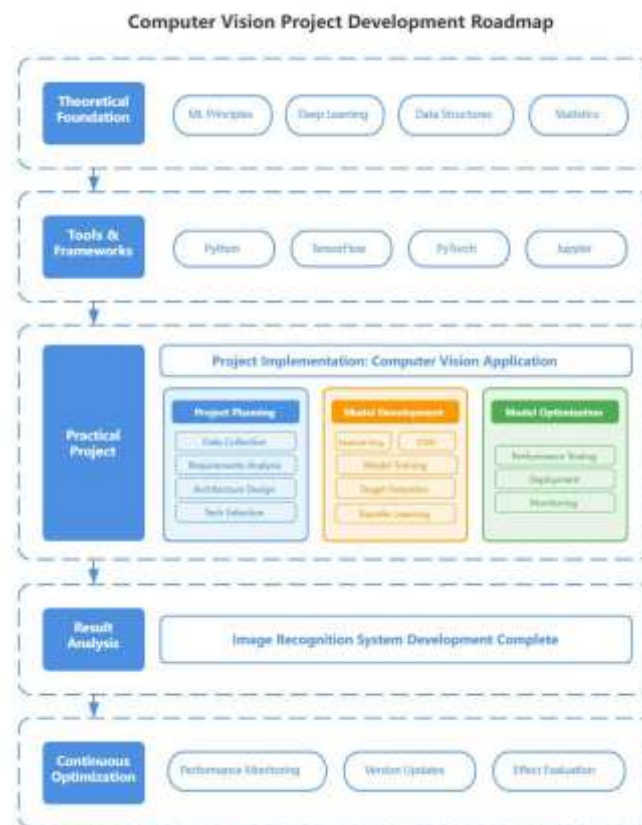 Computer Vision Project Development Roadmap
Theoretical
Foundation
ML Principles
Deep Learning
Data Structures
Statistics
Tools &
Frameworks
Python
TensorFlow
PyTorch
Jupyter
Practical
Project
Project Implementation: Computer Vision Application
Project Planning
Data Collection
Requirements Analysis
Architecture Design
Tech Selection
Model Development
Model Training
Target Detection
Transfer Learning
Model Optimization
Performance Testing
Deployment
Monitoring
Result
Analysis
Image Recognition System Development Complete
Continuous
Optimization
Performance Monitoring
Version Updates
Effect Evaluation